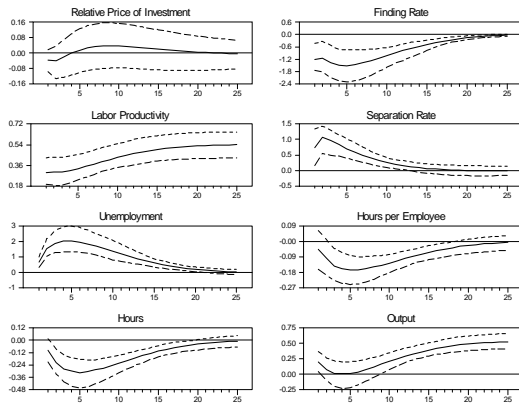 Relative Price of Investment
0.16
0.08
0.00
-0.08
-0.16
5 10 15 20 25
Finding Rate
0.6
0.0
-0.6
-1.2
-1.8
-2.4
5 10 15 20 25
Labor Productivity
0.72
0.54
0.36
0.18
5 10 15 20 25
Separation Rate
1.5
1.0
0.5
0.0
-0.5
5 10 15 20 25
Unemployment
3
2
1
0
-1
5 10 15 20 25
Hours per Employee
0.09
-0.00
-0.09
-0.18
-0.27
5 10 15 20 25
Hours
0.12
0.00
-0.12
-0.24
-0.36
-0.48
5 10 15 20 25
Output
0.75
0.50
0.25
0.00
-0.25
5 10 15 20 25